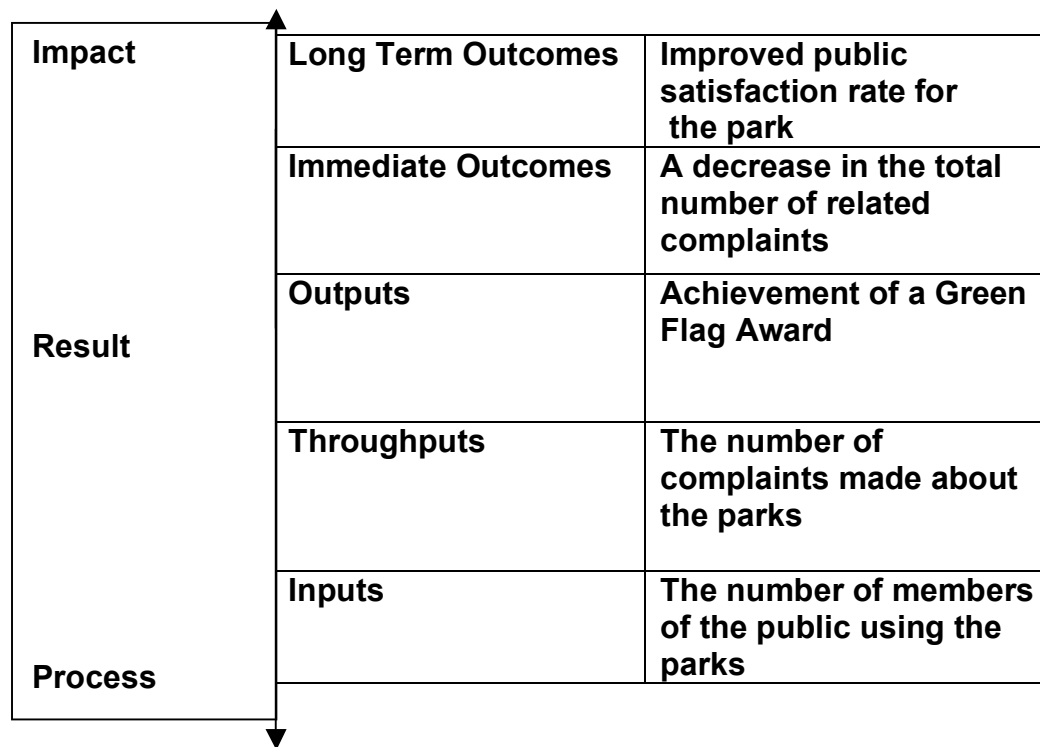 Impact
Long Term Outcomes
Improved public
satisfaction rate for
the park
Immediate Outcomes
A decrease in the total
number of related
complaints
Outputs
Achievement of a Green
Flag Award
Result
Throughputs
The number of
complaints made about
the parks
Inputs
The number of members
of the public using the
parks
Process